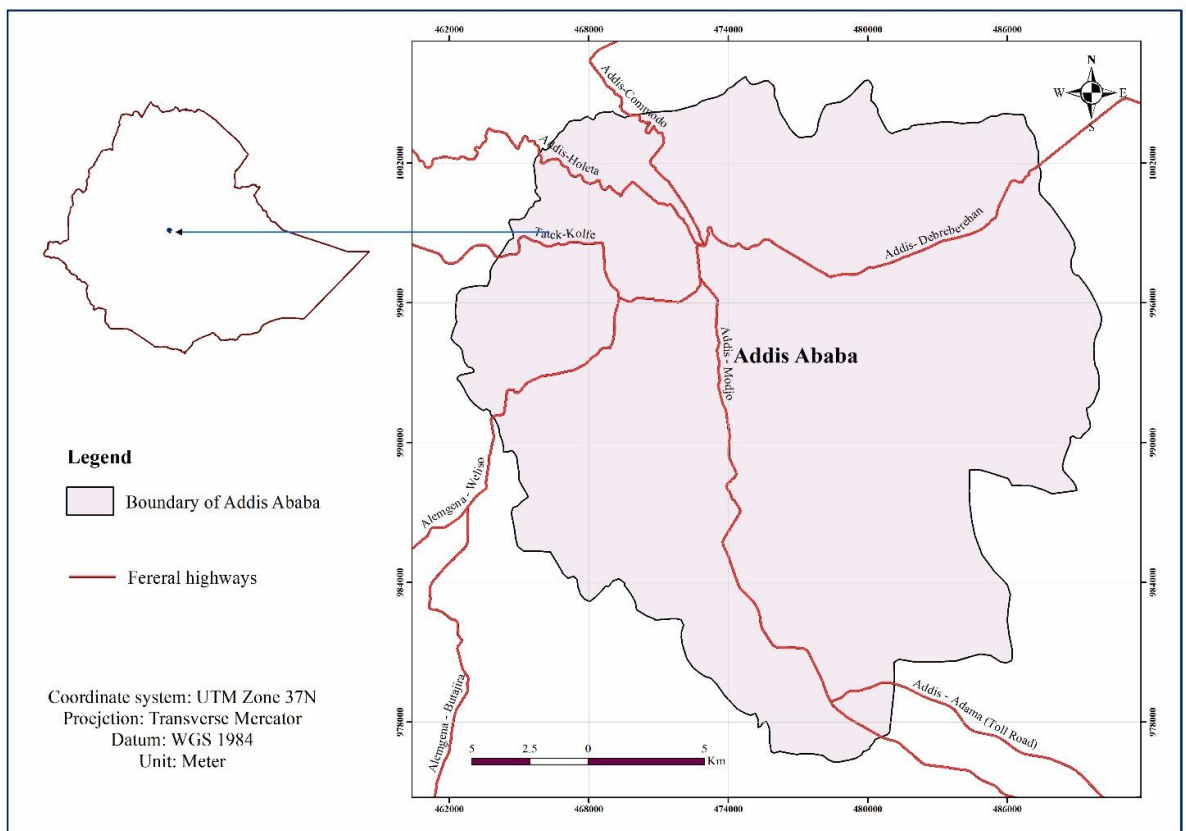 462000 468000 474000 480000 486000
N
W E
S
Addis-Commodo
Addis-Holeta
1002000 1002000
Tatek-Kolfe
Addis- Debreberehan
996000 996000
Addis - Modjo
Addis Ababa
990000 990000
Legend
Boundary of Addis Ababa
Alemgena - Weliso
Fereral highways
984000 984000
Coordinate system: UTM Zone 37N
Proejction: Transverse Mercator
Datum: WGS 1984
Unit: Meter
Alemgena - Butajira
Addis - Adama (Toll Road)
978000 978000
5 2.5 0 5
Km
462000 468000 474000 480000 486000